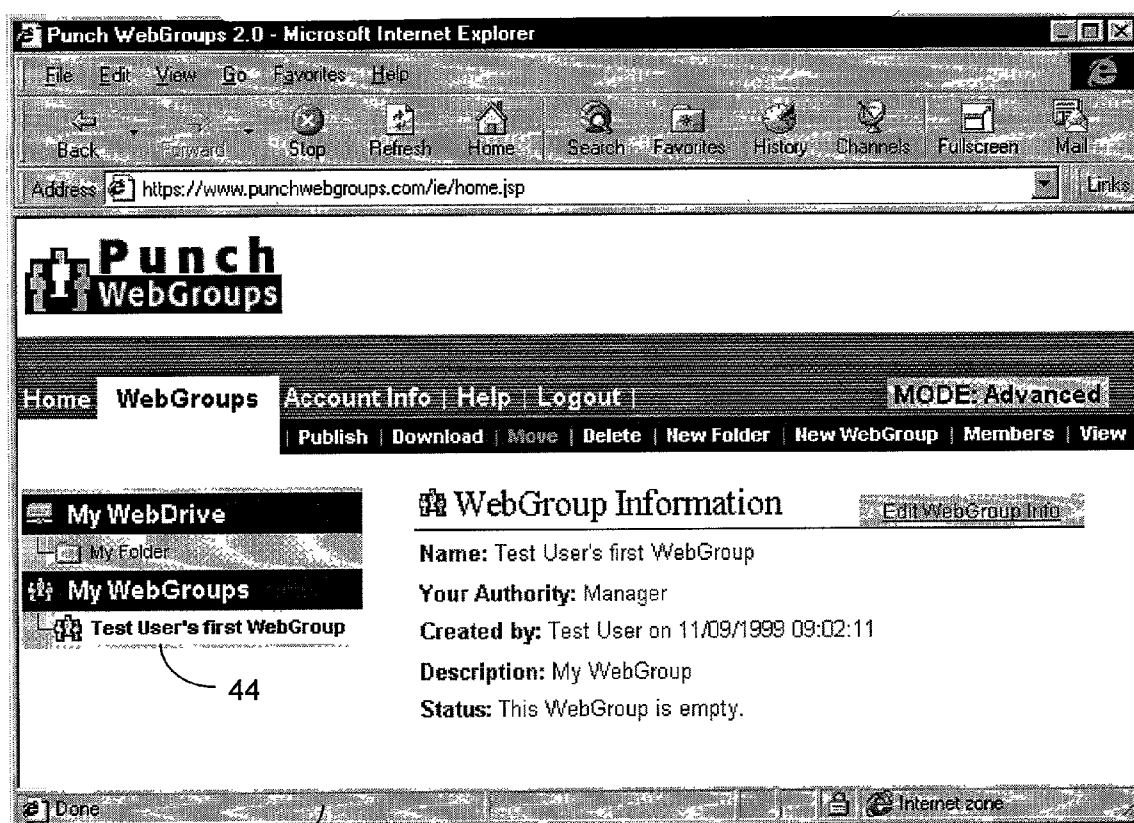 Punch WebGroups 2.0 - Microsoft Internet Explorer
File Edit View Go Favorites Help
Back Forward Stop Refresh Home Search Favorites History Channels Fullscreen Mail
Address https://www.punchwebgroups.com/ie/home.jsp Links
Punch
WebGroups
Home WebGroups Account Info | Help | Logout | MODE: Advanced
| Publish | Download | Move | Delete | New Folder | New WebGroup | Members | View
My WebDrive
My Folder
My WebGroups
Test User's first WebGroup
44
WebGroup Information Edit WebGroup Info
Name: Test User's first WebGroup
Your Authority: Manager
Created by: Test User on 11/09/1999 09:02:11
Description: My WebGroup
Status: This WebGroup is empty.
Done Internet zone